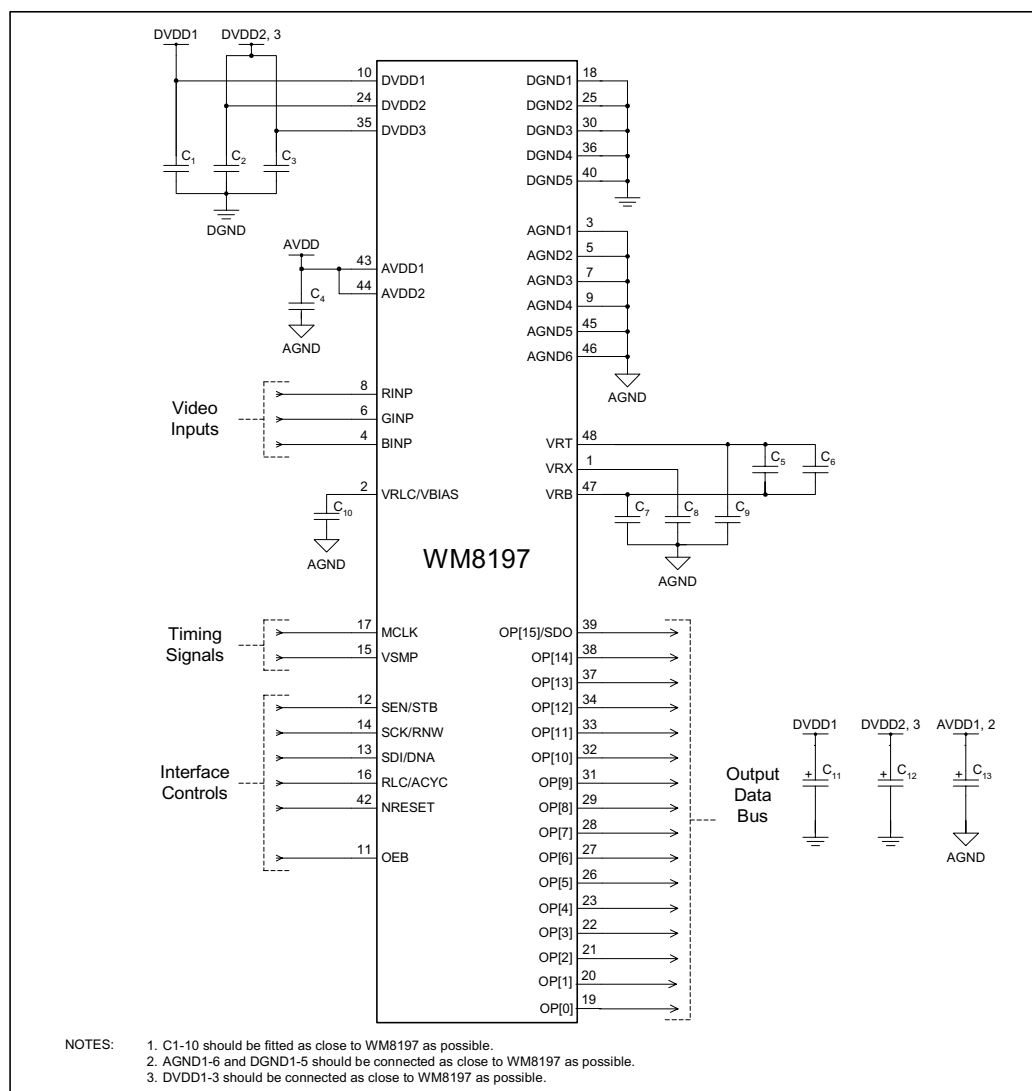 DVDD1 DVDD2, 3
10 DVDD1
24 DVDD2
35 DVDD3
C1 C2 C3
DGND
AVDD
43 AVDD1
44 AVDD2
C4
AGND
Video
Inputs
8 RINP
6 GINP
4 BINP
2 VRLC/VBIAS
C10
AGND
WM8197
Timing
Signals
17 MCLK
15 VSMP
Interface
Controls
12 SEN/STB
14 SCK/RNW
13 SDI/DNA
16 RLC/ACYC
42 NRESET
11 OEB
DGND1 18
DGND2 25
DGND3 30
DGND4 36
DGND5 40
AGND1 3
AGND2 5
AGND3 7
AGND4 9
AGND5 45
AGND6 46
AGND
VRT 48
VRX 1
VRB 47
C5 C6
C7 C8 C9
AGND
OP[15]/SDO 39
OP[14] 38
OP[13] 37
OP[12] 34
OP[11] 33
OP[10] 32
OP[9] 31
OP[8] 29
OP[7] 28
OP[6] 27
OP[5] 26
OP[4] 23
OP[3] 22
OP[2] 21
OP[1] 20
OP[0] 19
Output
Data
Bus
DVDD1 DVDD2, 3 AVDD1, 2
+ C11 + C12 + C13
AGND
NOTES: 1. C1-10 should be fitted as close to WM8197 as possible.
2. AGND1-6 and DGND1-5 should be connected as close to WM8197 as possible.
3. DVDD1-3 should be connected as close to WM8197 as possible.